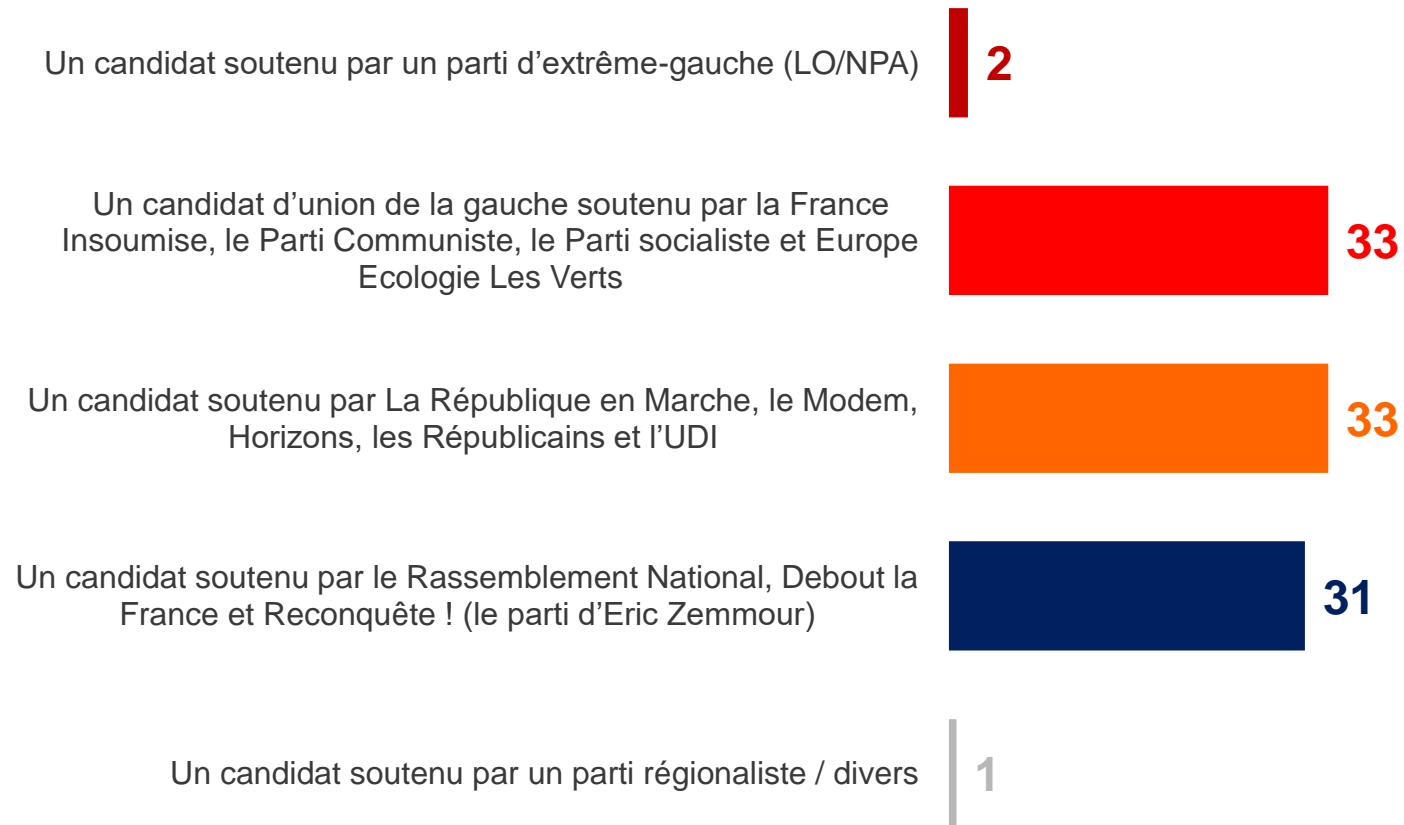 Un candidat soutenu par un parti d’extrême-gauche (LO/NPA)
2
Un candidat d’union de la gauche soutenu par la France
Insoumise, le Parti Communiste, le Parti socialiste et Europe
Ecologie Les Verts
33
Un candidat soutenu par La République en Marche, le Modem,
Horizons, les Républicains et l’UDI
33
Un candidat soutenu par le Rassemblement National, Debout la
France et Reconquête ! (le parti d’Eric Zemmour)
31
Un candidat soutenu par un parti régionaliste / divers
1